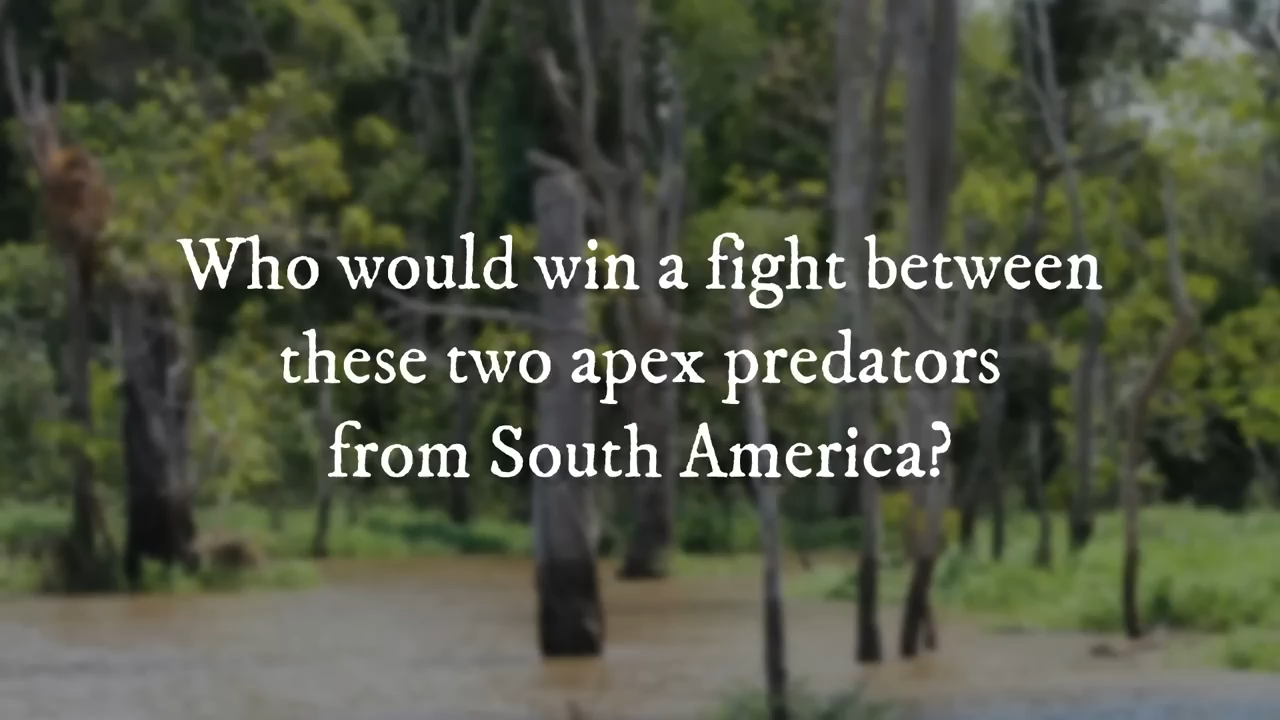 Who would win a fight between
these two apex predators
from South America?